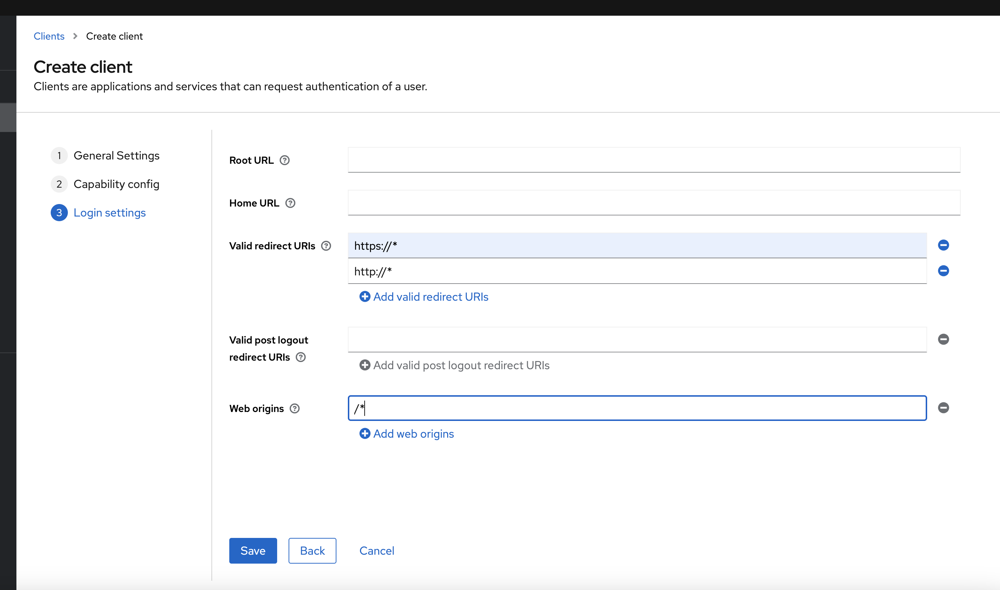 Clients > Create client
Create client
Clients are applications and services that can request authentication of a user.
1 General Settings
2 Capability config
3 Login settings
Root URL ?
Home URL ?
Valid redirect URIs ? https://*
http://*
Add valid redirect URIs
Valid post logout
redirect URIs ?
Add valid post logout redirect URIs
Web origins ? /*
Add web origins
Save Back Cancel